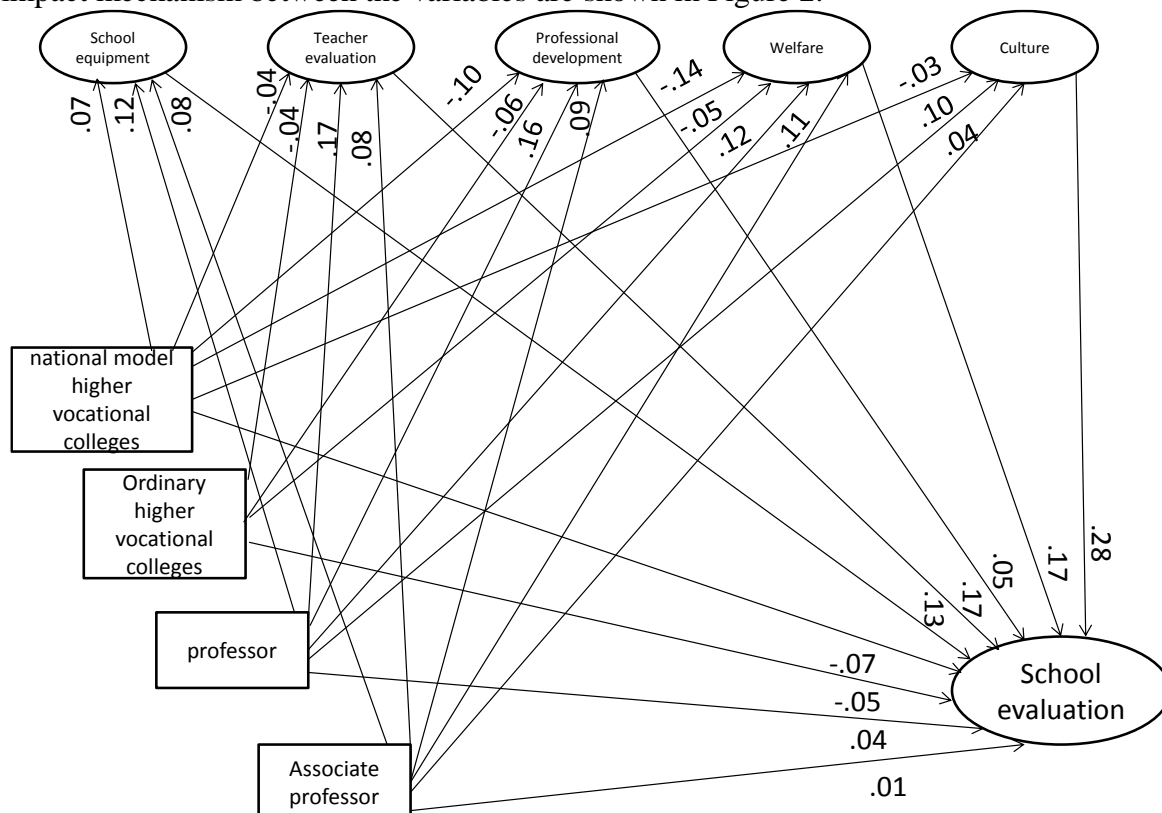 impact mechanism between the variables are shown in Figure 2.
School
equipment
Teacher
evaluation
Professional
development
Welfare
Culture
.07
.12
.08
-.04
-.04
.17
.08
-.10
-.06
.16
.09
-.14
-.05
.12
.11
-.03
.10
.04
national model
higher
vocational
colleges
Ordinary
higher
vocational
colleges
professor
Associate
professor
.13
.17
.05
.17
.28
-.07
-.05
.04
.01
School
evaluation